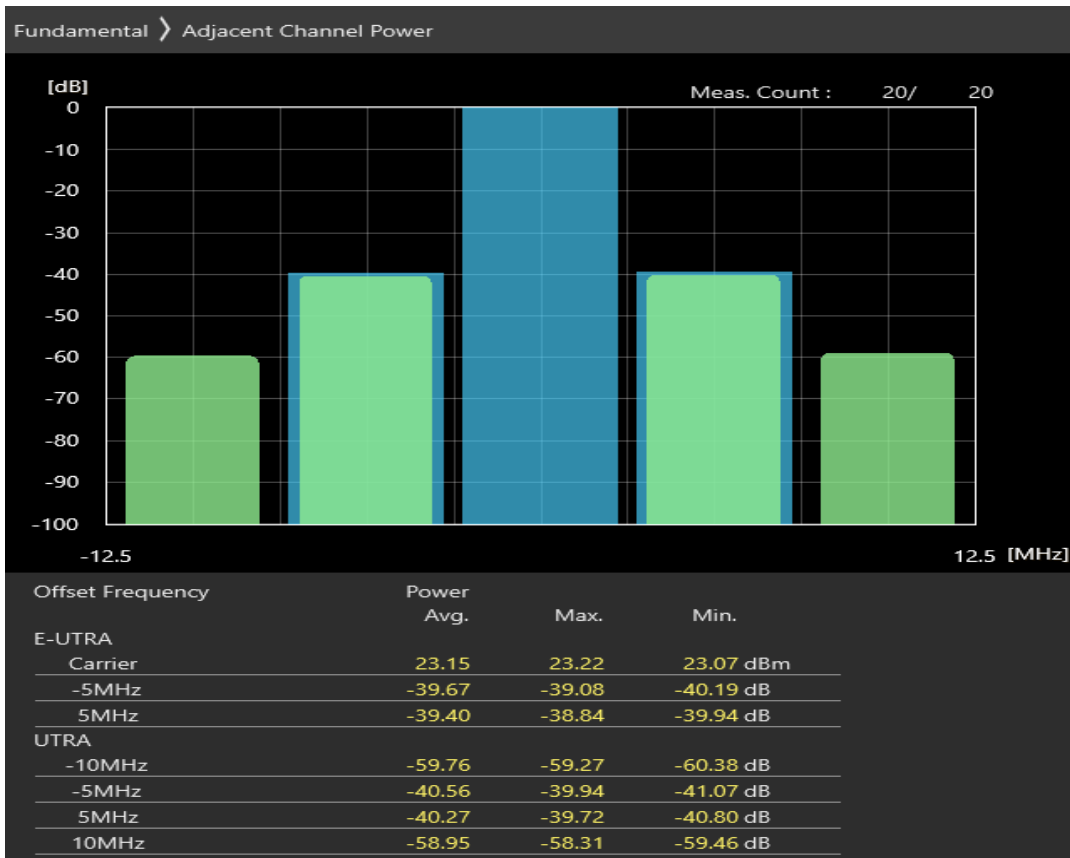 Fundamental 〉 Adjacent Channel Power
[dB]
Meas. Count : 20/ 20
0
-10
-20
-30
-40
-50
-60
-70
-80
-90
-100
-12.5 12.5 [MHz]
Offset Frequency Power
Avg. Max. Min.
E-UTRA
Carrier 23.15 23.22 23.07 dBm
-5MHz -39.67 -39.08 -40.19 dB
5MHz -39.40 -38.84 -39.94 dB
UTRA
-10MHz -59.76 -59.27 -60.38 dB
-5MHz -40.56 -39.94 -41.07 dB
5MHz -40.27 -39.72 -40.80 dB
10MHz -58.95 -58.31 -59.46 dB